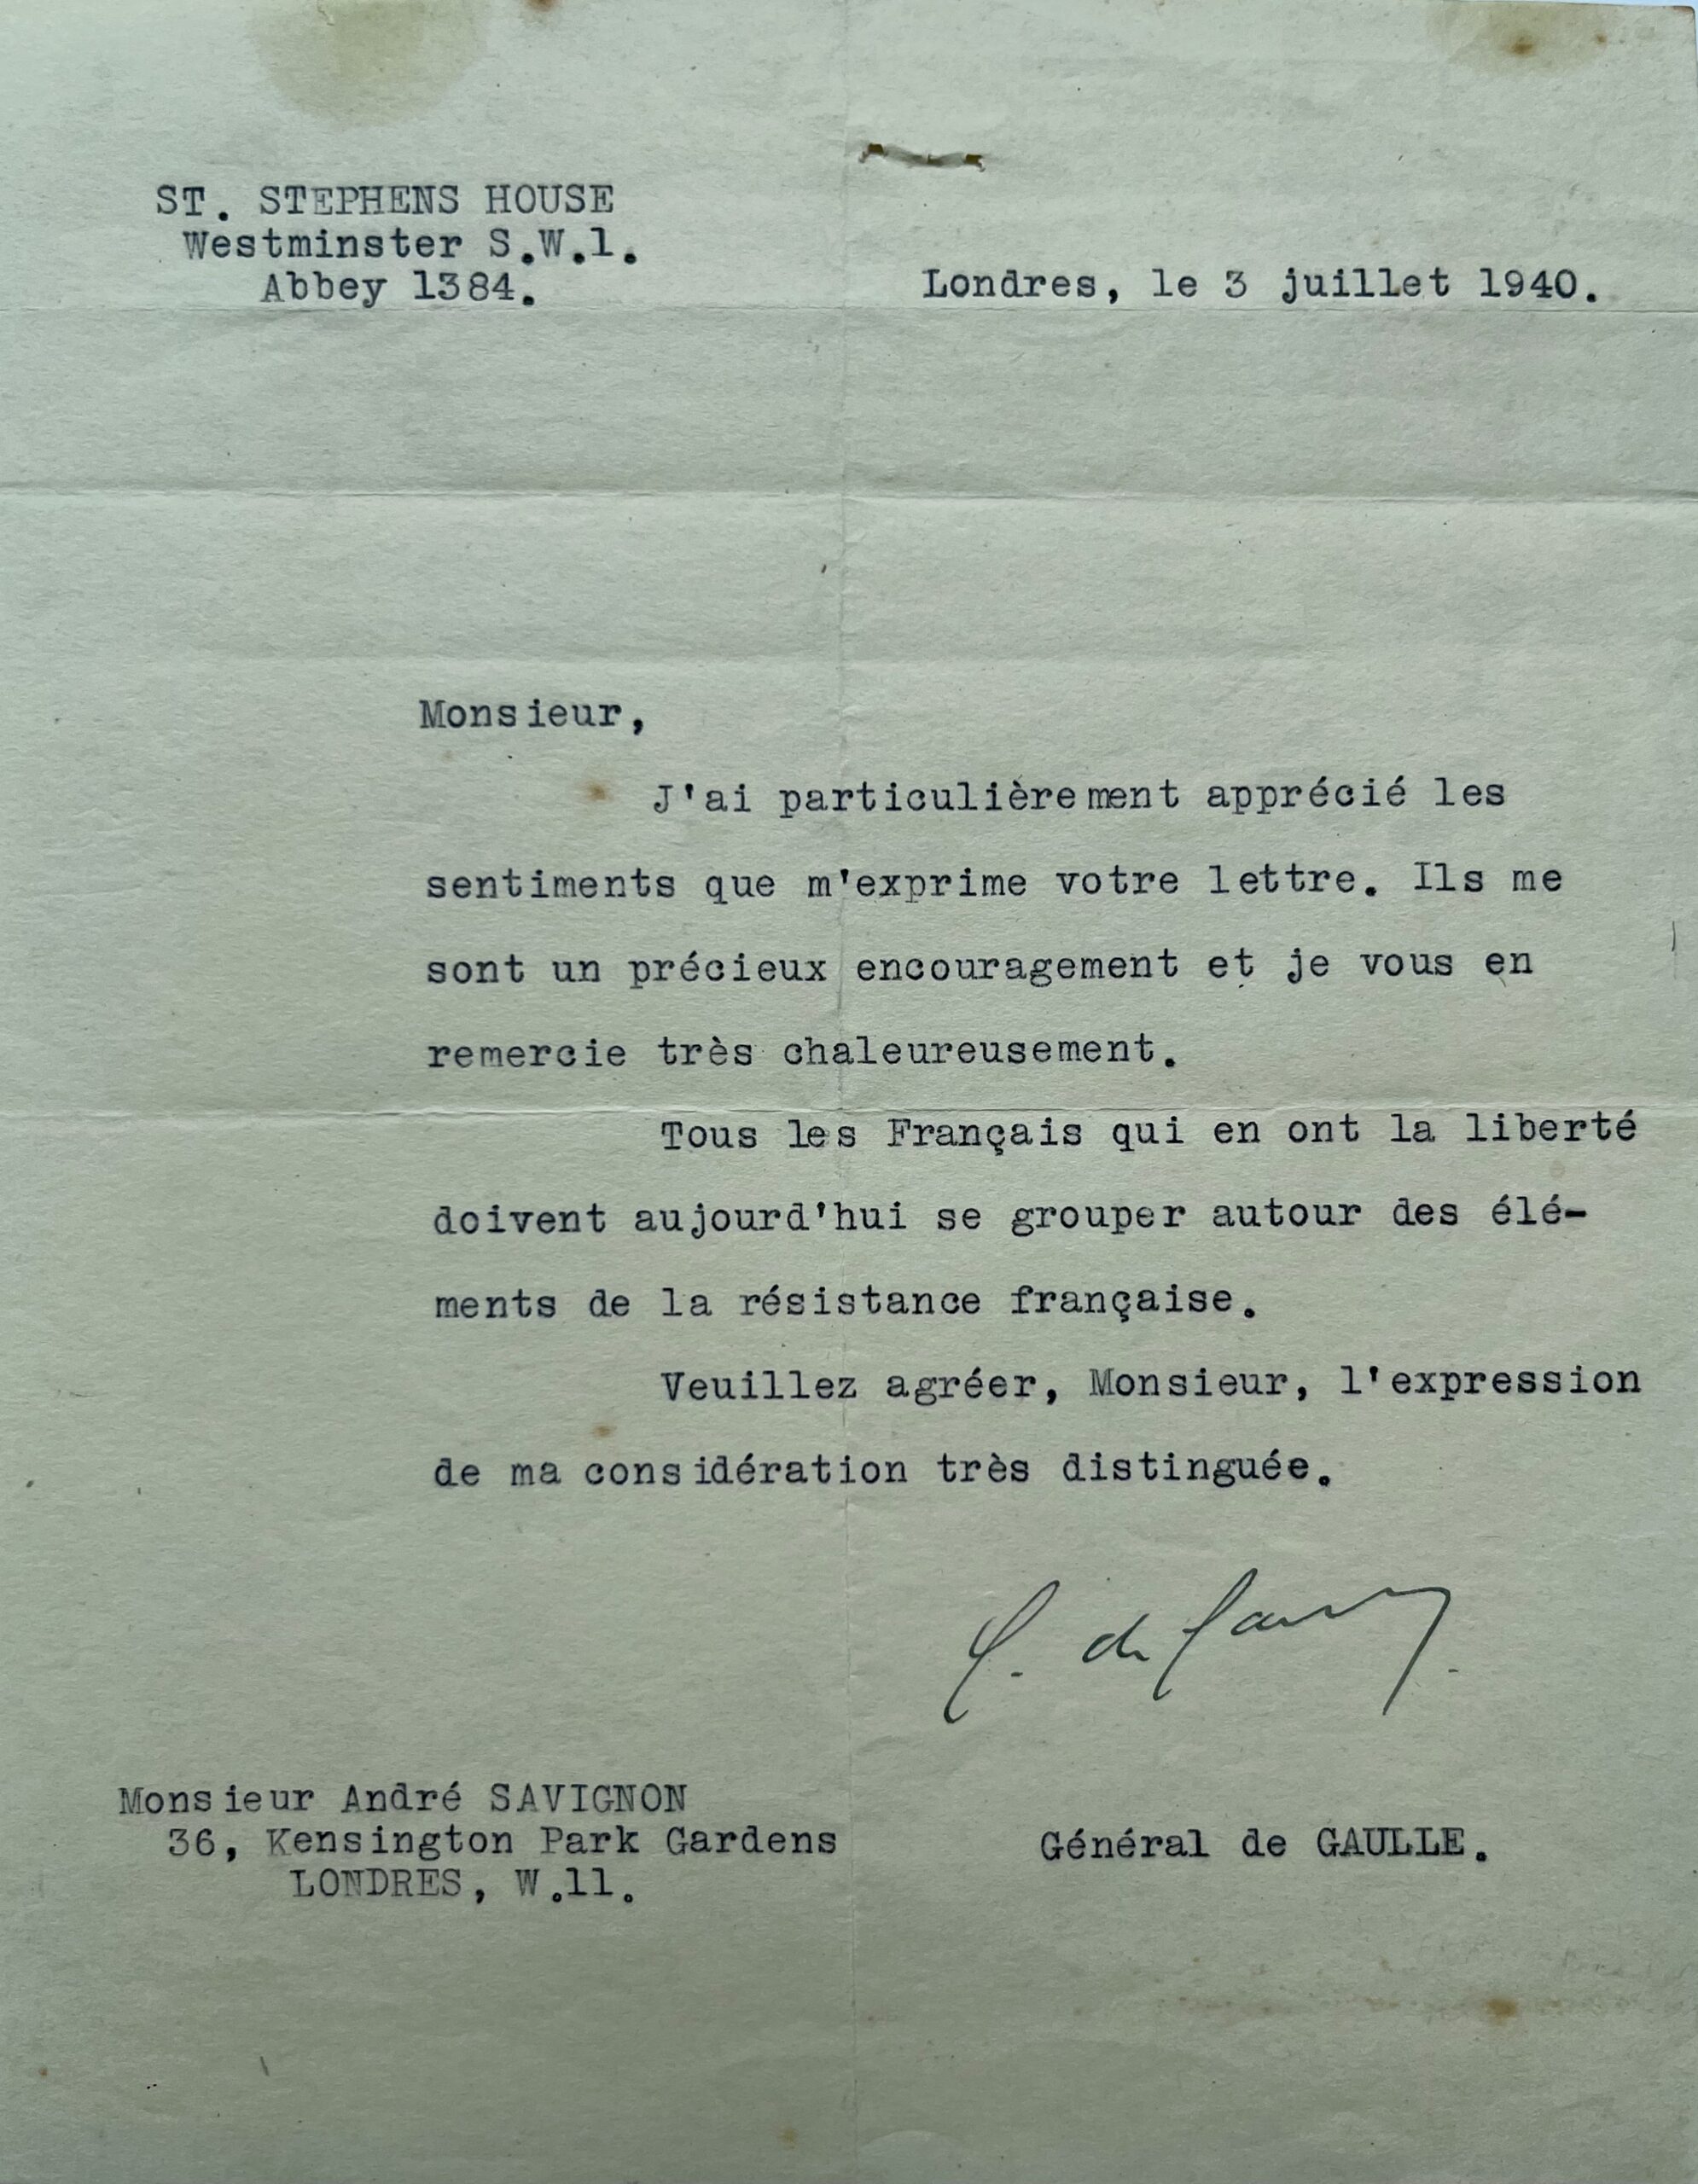 ST. STEPHENS HOUSE
Westminster S.W.1.
Abbey 1384.
Londres, le 3 juillet 1940.
Monsieur,
J'ai particulièrement apprécié les
sentiments que m'exprime votre lettre. Ils me
sont un précieux encouragement et je vous en
remercie très chaleureusement.
Tous les Français qui en ont la liberté
doivent aujourd'hui se grouper autour des élé-
ments de la résistance française.
Veuillez agréer, Monsieur, l'expression
de ma considération très distinguée.
C. de Gaulle.
Monsieur André SAVIGNON
36, Kensington Park Gardens
LONDRES, W.11.
Général de GAULLE.